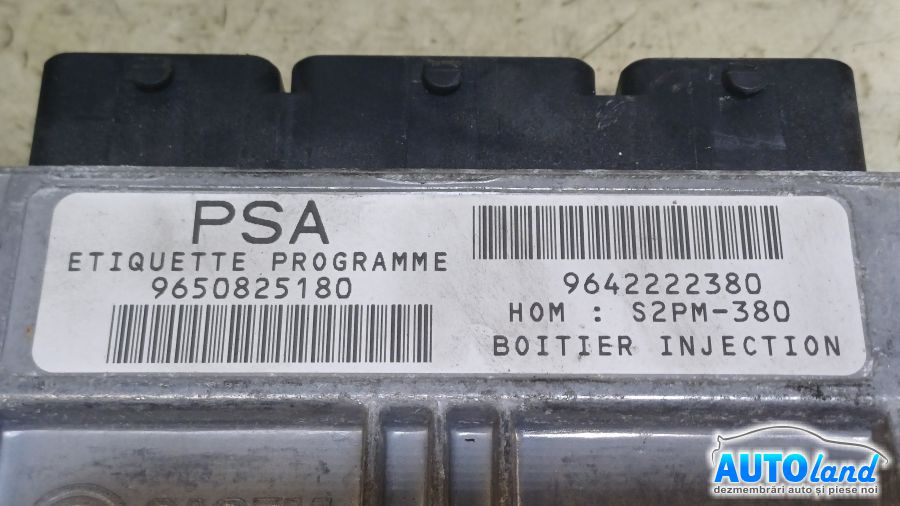 PSA
ETIQUETTE PROGRAMME
9650825180
9642222380
HOM : S2PM-380
BOITIER INJECTION
AUTOland
dezmembrări auto și piese noi